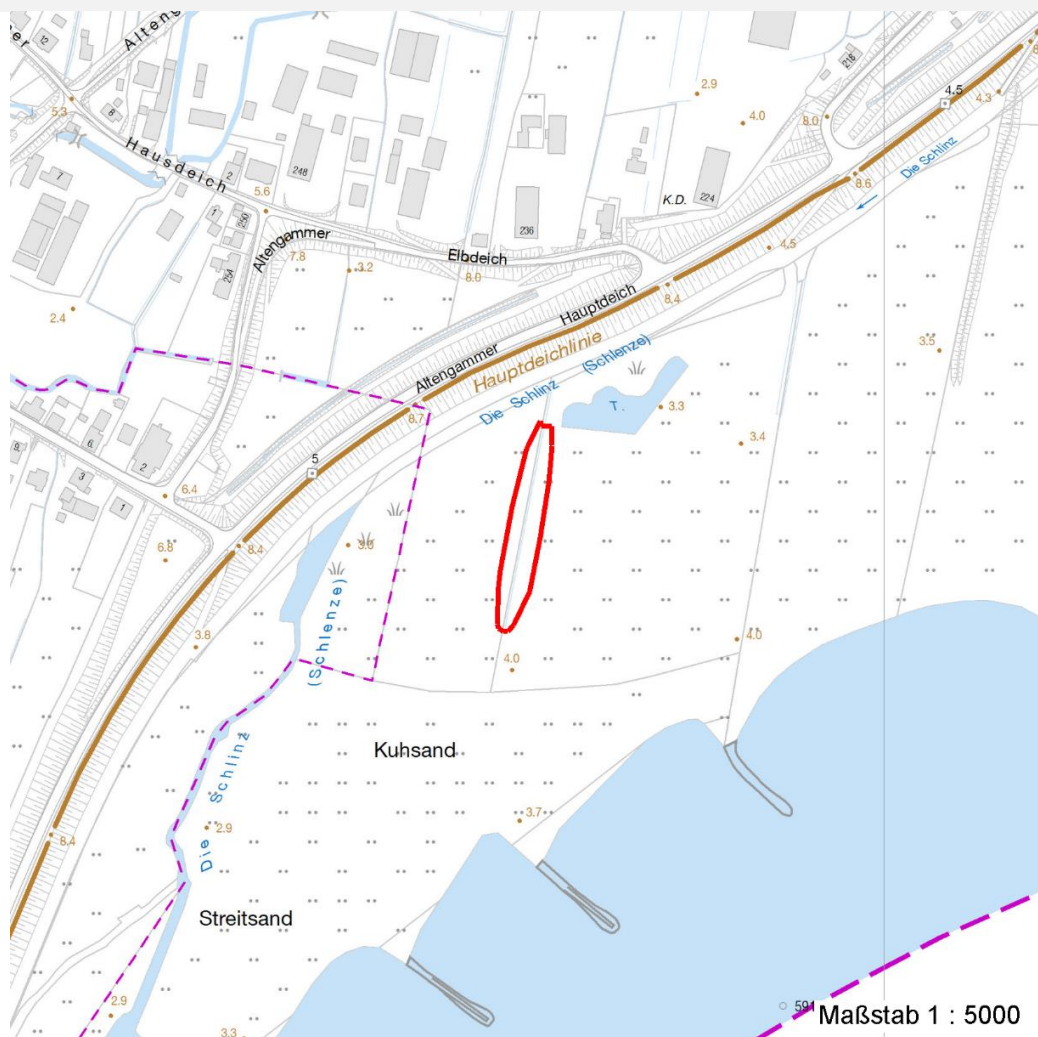 12
Alteng
er
5.3
8
Hausdeich
2
248
7
5.6
1
250
254
Altengammer
7.8
3.2
Elbdeich
8.0
236
K.D.
224
2.9
4.0
8.0
218
4.5
4.3
Die Schlinz
8.6
4.5
8.4
2.4
Altengammer
Hauptdeich
Hauptdeichlinie
Die Schlinz (Schlenze)
T.
3.3
3.5
3.4
8.7
5
9
6
3
2
1
6.4
6.8
8.4
3.0
(Schlenze)
3.8
4.0
4.0
Kuhsand
Die Schlinz
8.4
2.9
3.7
Streitsand
2.9
3.3
591
Maßstab 1 : 5000